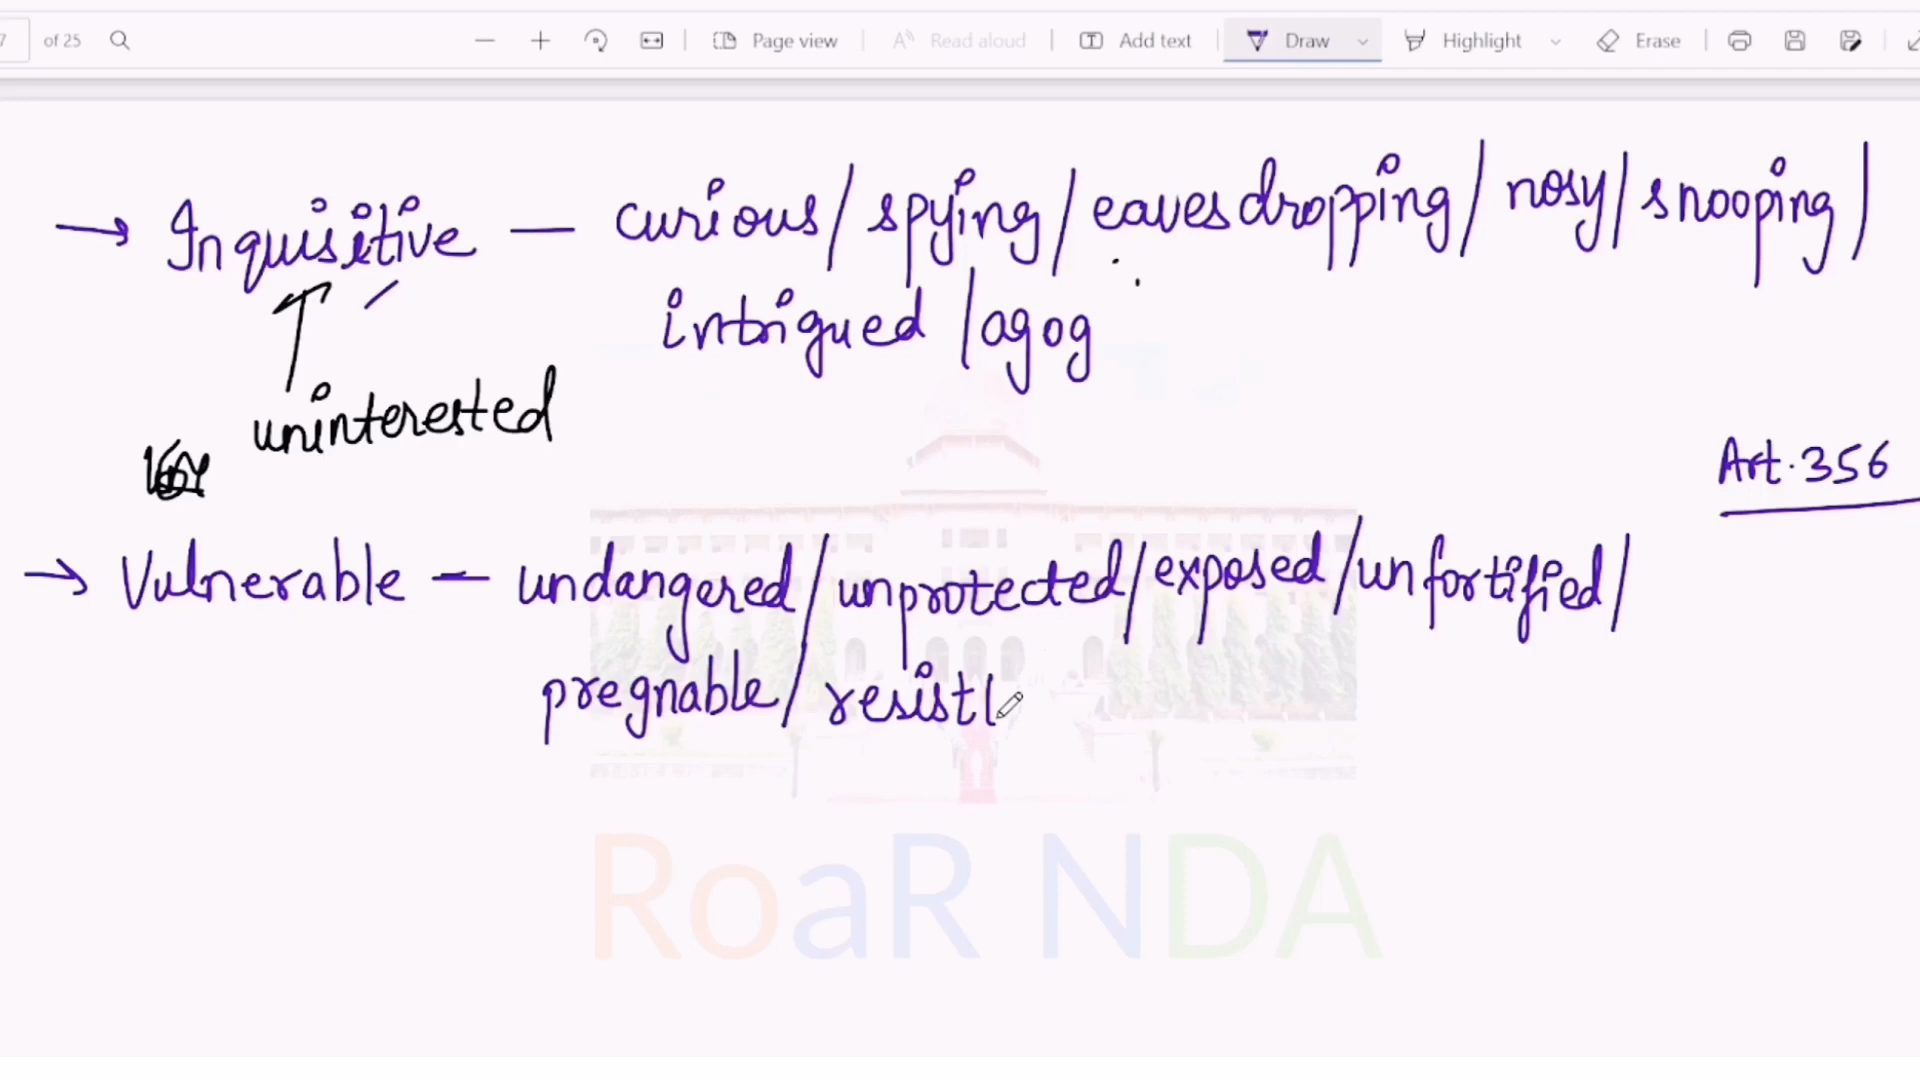 7 of 25 Page view Read aloud Add text Draw Highlight Erase
→ Inquisitive — curious/spying/eavesdropping/nosy/snooping/
intrigued/agog
uninterested
Art.356
→ Vulnerable — undangered/unprotected/exposed/unfortified/
pregnable/resistl
RoaR NDA